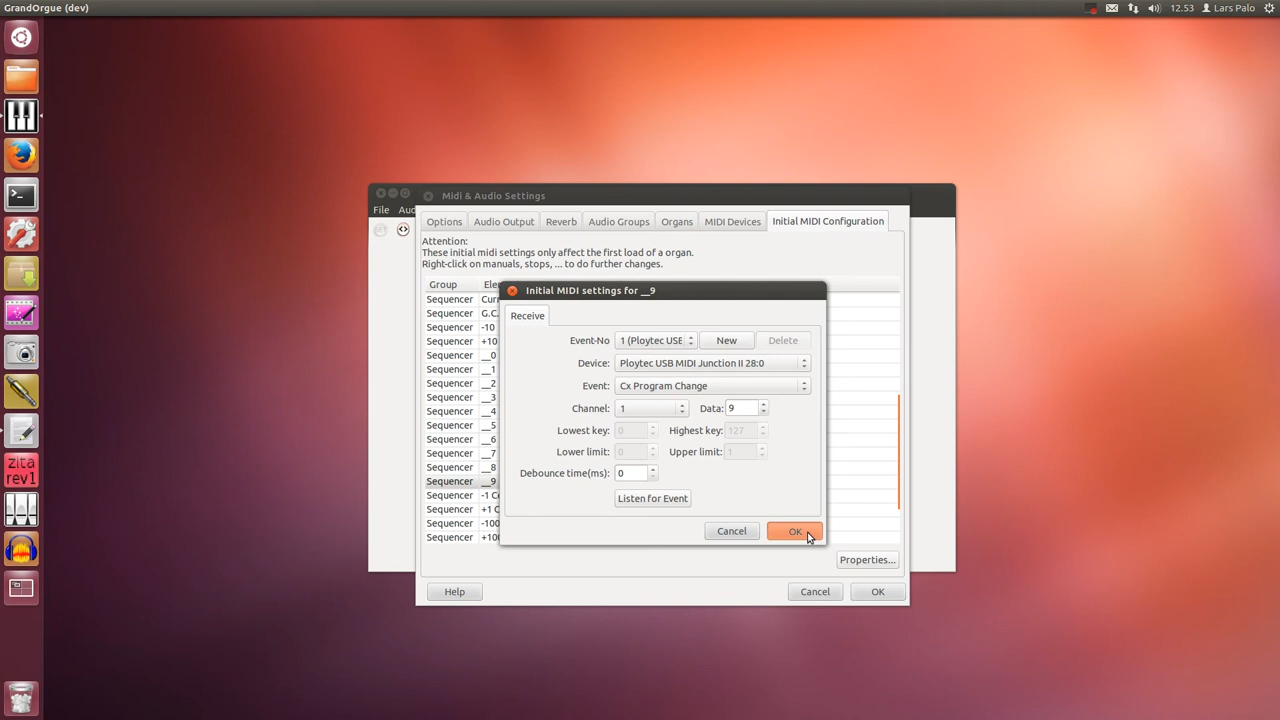 GrandOrgue (dev)
12.53 Lars Palo
Midi & Audio Settings
File Au
Options Audio Output Reverb Audio Groups Organs MIDI Devices Initial MIDI Configuration
Attention:
These initial midi settings only affect the first load of a organ.
Right-click on manuals, stops, ... to do further changes.
Group Ele
Sequencer Cur
Sequencer G.C.
Sequencer -10
Sequencer +10
Sequencer __0
Sequencer __1
Sequencer __2
Sequencer __3
Sequencer __4
Sequencer __5
Sequencer __6
Sequencer __7
Sequencer __8
Sequencer __9
Sequencer -1 C
Sequencer +1 C
Sequencer -100
Sequencer +100
Initial MIDI settings for __9
Receive
Event-No 1 (Ploytec USB New Delete
Device: Ploytec USB MIDI Junction II 28:0
Event: Cx Program Change
Channel: 1 Data: 9
Lowest key: 0 Highest key: 127
Lower limit: 0 Upper limit: 1
Debounce time(ms): 0
Listen for Event
Cancel OK
Properties...
Help Cancel OK
zita
rev1